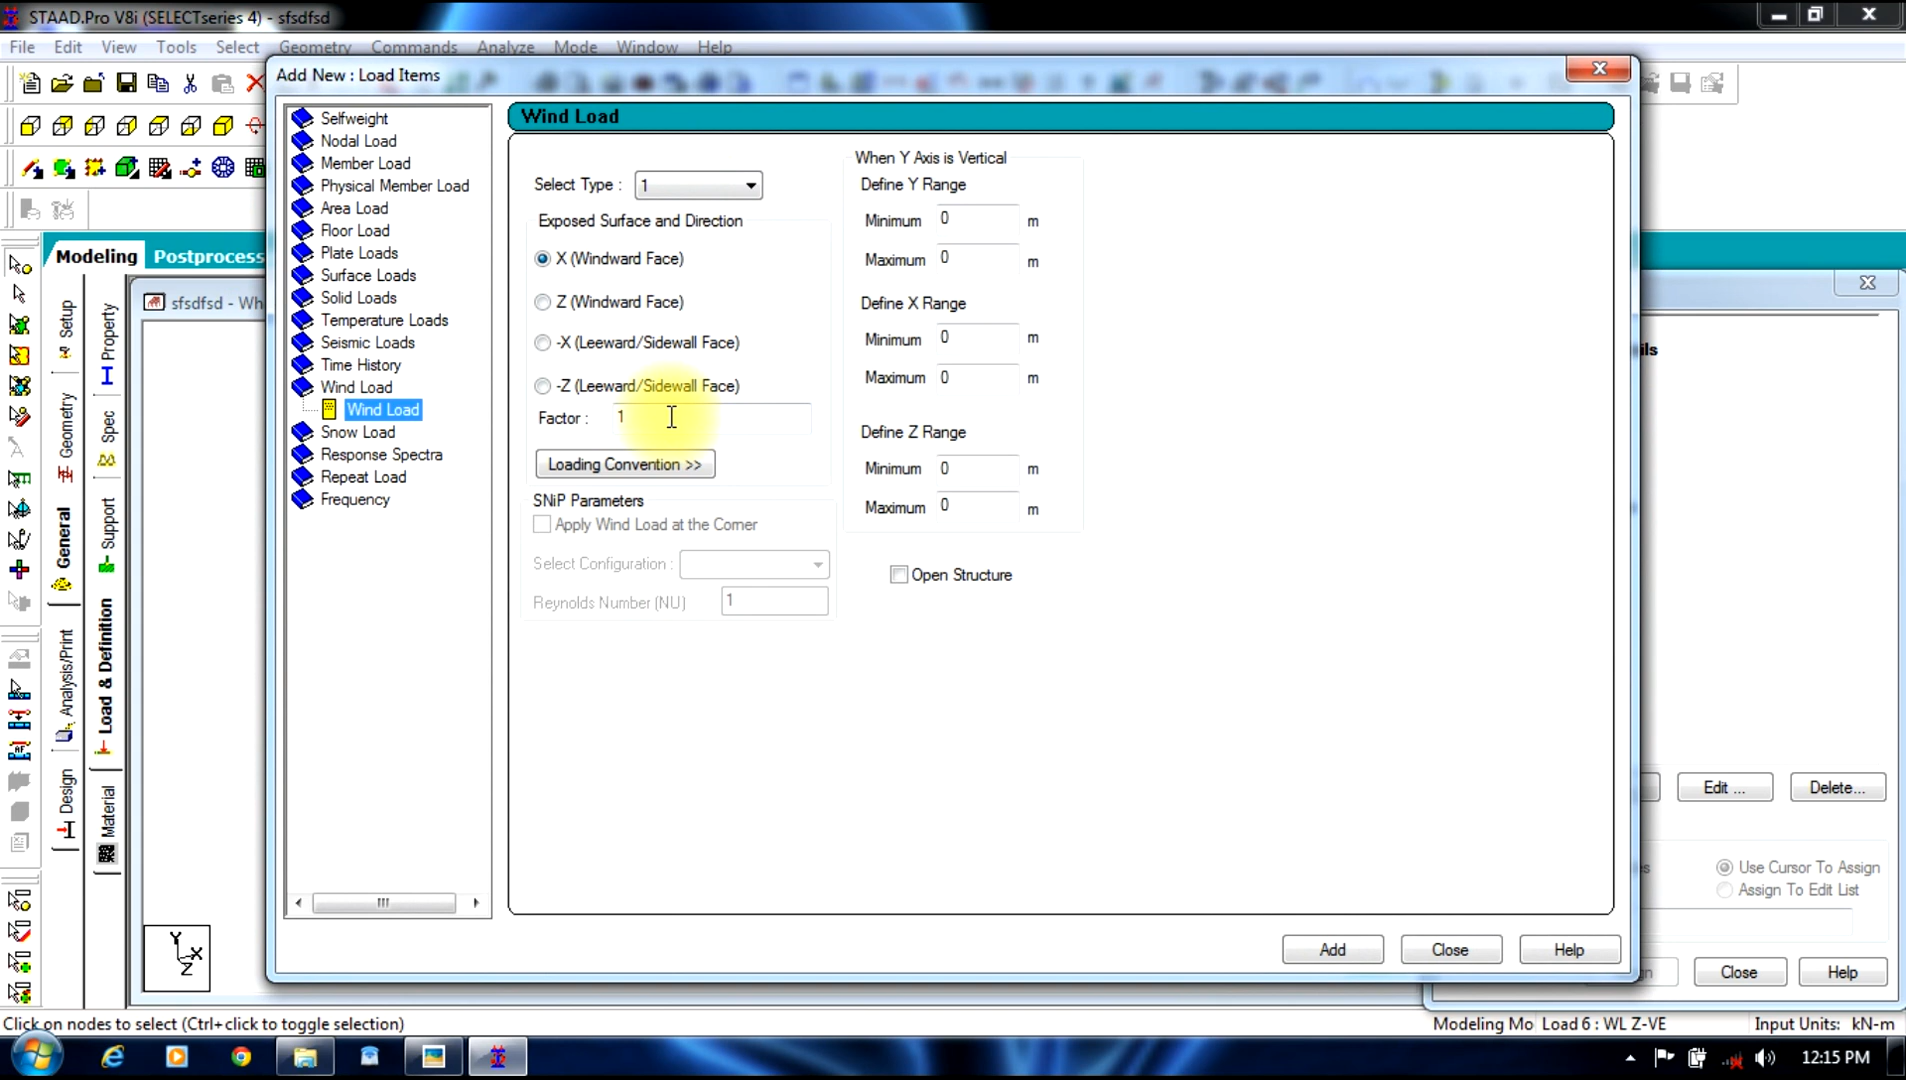 STAAD.Pro V8i (SELECTseries 4) - sfsdfsd
File Edit View Tools Select Geometry Commands Analyze Mode Window Help
Add New : Load Items
Selfweight
Nodal Load
Member Load
Physical Member Load
Area Load
Floor Load
Plate Loads
Surface Loads
Solid Loads
Temperature Loads
Seismic Loads
Time History
Wind Load
Wind Load
Snow Load
Response Spectra
Repeat Load
Frequency
Wind Load
Select Type : 1
Exposed Surface and Direction
X (Windward Face)
Z (Windward Face)
-X (Leeward/Sidewall Face)
-Z (Leeward/Sidewall Face)
Factor : 1
Loading Convention >>
SNiP Parameters
Apply Wind Load at the Corner
Select Configuration :
Reynolds Number (NU) 1
When Y Axis is Vertical
Define Y Range
Minimum 0 m
Maximum 0 m
Define X Range
Minimum 0 m
Maximum 0 m
Define Z Range
Minimum 0 m
Maximum 0 m
Open Structure
Add Close Help
Modeling Postprocess
sfsdfsd - Wh
Setup
Geometry
General
Analysis/Print
Design
Property
Spec
Support
Load & Definition
Material
Y
X
Z
ils
Edit ... Delete...
es Use Cursor To Assign
Assign To Edit List
gn Close Help
Click on nodes to select (Ctrl+click to toggle selection) Modeling Mo Load 6 : WL Z-VE Input Units: kN-m
12:15 PM